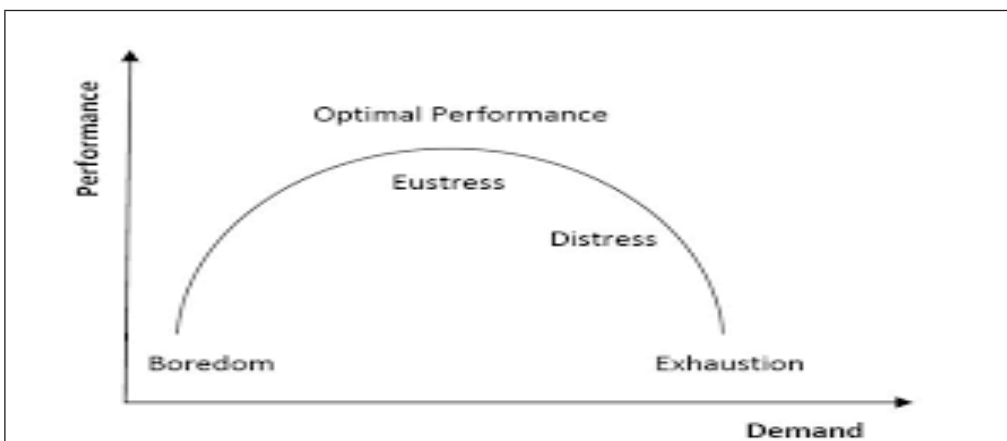 Performance
Optimal Performance
Eustress
Distress
Boredom
Exhaustion
Demand